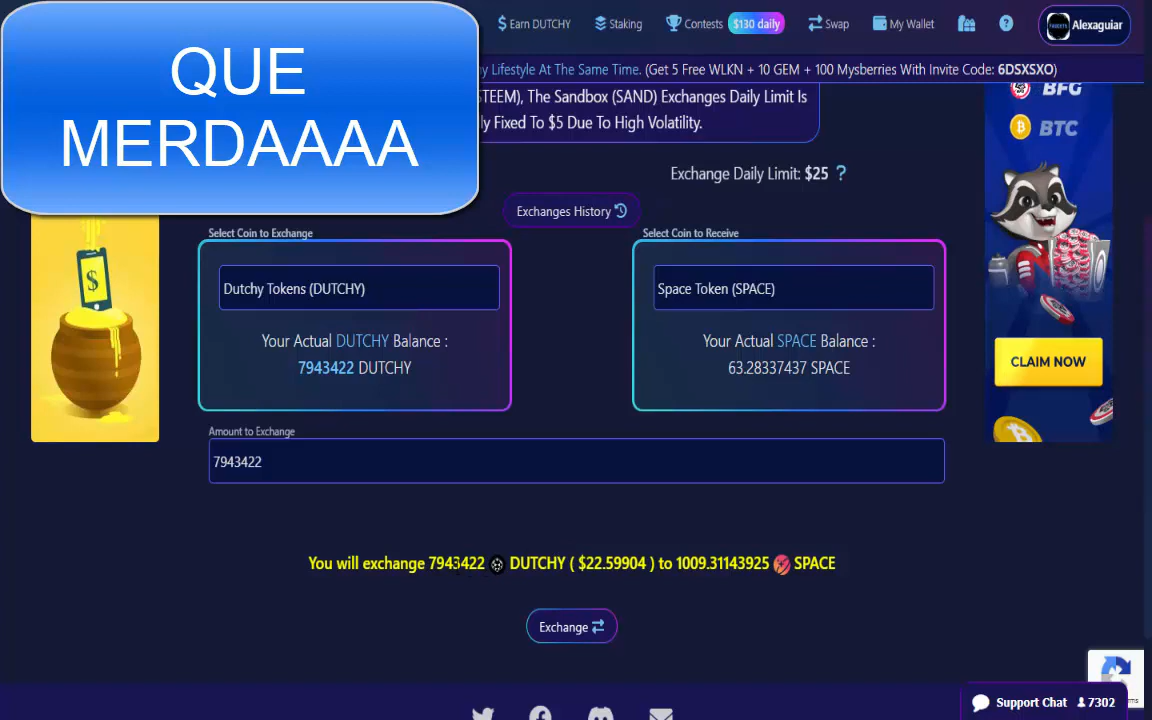 QUE
MERDAAAA
$ Earn DUTCHY
Staking
Contests
$130 daily
Swap
My Wallet
?
Alexaguiar
Lifestyle At The Same Time. (Get 5 Free WLKN + 10 GEM + 100 Mysberries With Invite Code: 6DSXSXO)
STEEM), The Sandbox (SAND) Exchanges Daily Limit Is
Fixed To $5 Due To High Volatility.
BFG
BTC
Exchange Daily Limit: $25 ?
Exchanges History
Select Coin to Exchange
Select Coin to Receive
Dutchy Tokens (DUTCHY)
Space Token (SPACE)
Your Actual DUTCHY Balance :
7943422 DUTCHY
Your Actual SPACE Balance :
63.28337437 SPACE
$
CLAIM NOW
Amount to Exchange
7943422
You will exchange 7943422 DUTCHY ( $22.59904 ) to 1009.31143925 SPACE
Exchange
Support Chat 7302